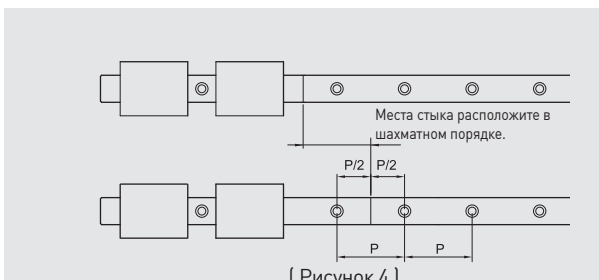 Места стыка расположите в
шахматном порядке.
P/2 P/2
P P
( Рисунок 4 )